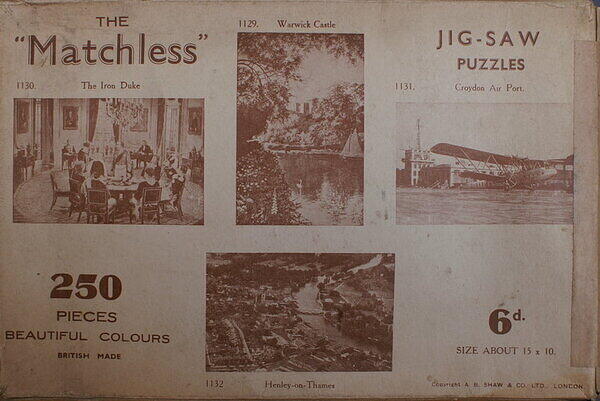 THE
"Matchless"
1129. Warwick Castle
JIG-SAW
PUZZLES
1130. The Iron Duke
1131. Croydon Air Port.
250
PIECES
BEAUTIFUL COLOURS
BRITISH MADE
6d.
SIZE ABOUT 15 x 10.
1132 Henley-on-Thames
Copyright A. B. SHAW & CO. LTD., LONDON